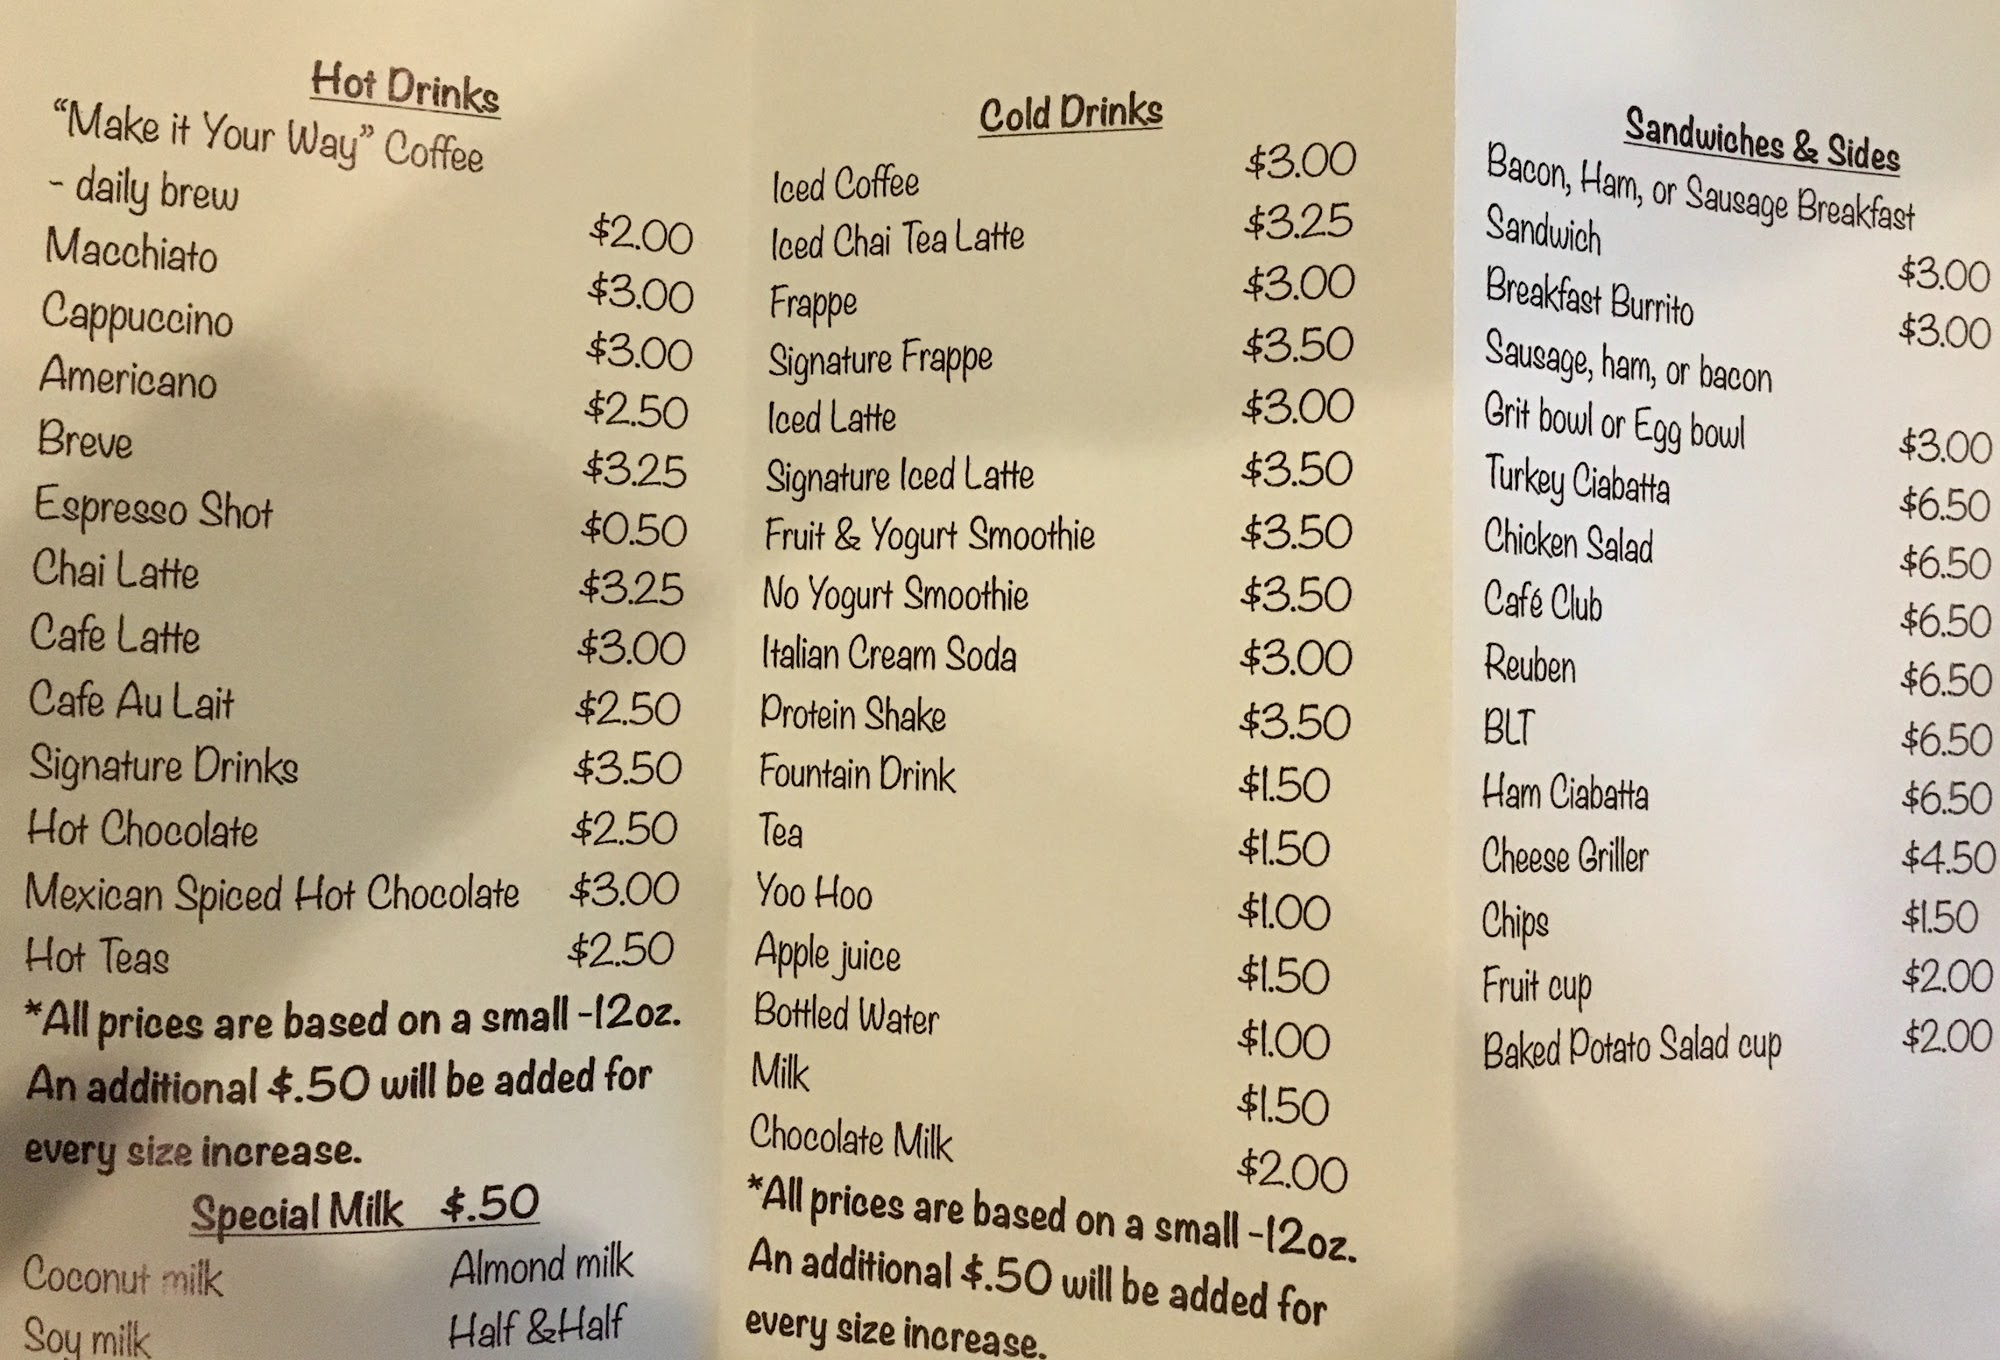 Hot Drinks
"Make it Your Way" Coffee
- daily brew $2.00
Macchiato $3.00
Cappuccino $3.00
Americano $2.50
Breve $3.25
Espresso Shot $0.50
Chai Latte $3.25
Cafe Latte $3.00
Cafe Au Lait $2.50
Signature Drinks $3.50
Hot Chocolate $2.50
Mexican Spiced Hot Chocolate $3.00
Hot Teas $2.50
*All prices are based on a small -12oz.
An additional $.50 will be added for
every size increase.
Special Milk $.50
Coconut milk Almond milk
Soy milk Half &Half
Cold Drinks
Iced Coffee $3.00
Iced Chai Tea Latte $3.25
Frappe $3.00
Signature Frappe $3.50
Iced Latte $3.00
Signature Iced Latte $3.50
Fruit & Yogurt Smoothie $3.50
No Yogurt Smoothie $3.50
Italian Cream Soda $3.00
Protein Shake $3.50
Fountain Drink $1.50
Tea $1.50
Yoo Hoo $1.00
Apple juice $1.50
Bottled Water $1.00
Milk $1.50
Chocolate Milk $2.00
*All prices are based on a small -12oz.
An additional $.50 will be added for
every size increase.
Sandwiches & Sides
Bacon, Ham, or Sausage Breakfast
Sandwich $3.00
Breakfast Burrito $3.00
Sausage, ham, or bacon
Grit bowl or Egg bowl $3.00
Turkey Ciabatta $6.50
Chicken Salad $6.50
Café Club $6.50
Reuben $6.50
BLT $6.50
Ham Ciabatta $6.50
Cheese Griller $4.50
Chips $1.50
Fruit cup $2.00
Baked Potato Salad cup $2.00